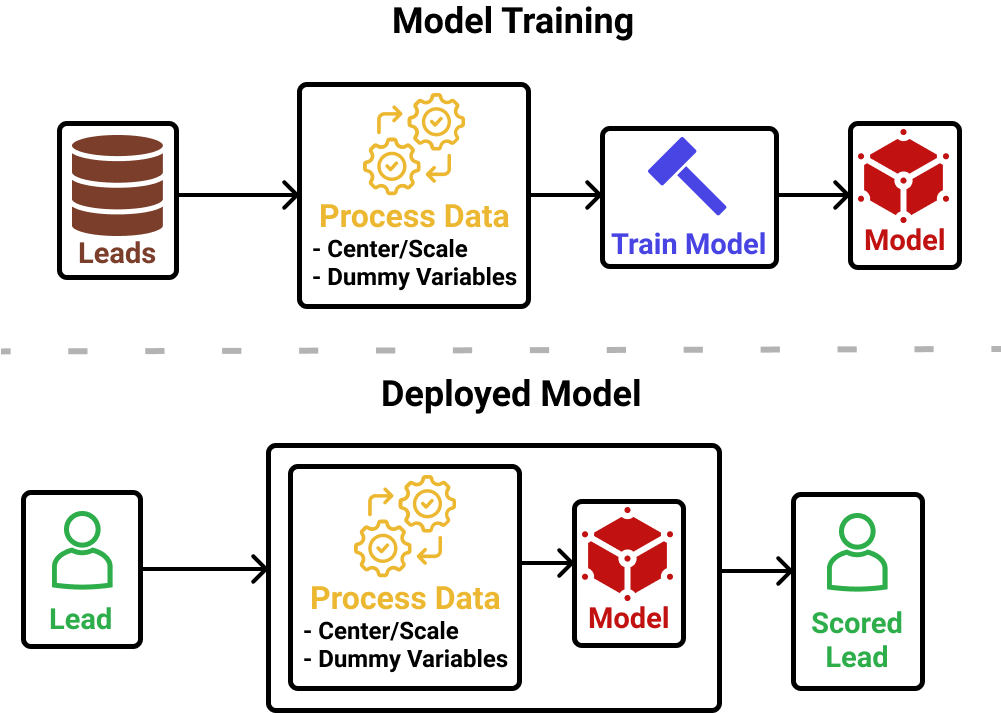 Model Training
Leads
Process Data
- Center/Scale
- Dummy Variables
Train Model
Model
Deployed Model
Lead
Process Data
- Center/Scale
- Dummy Variables
Model
Scored
Lead